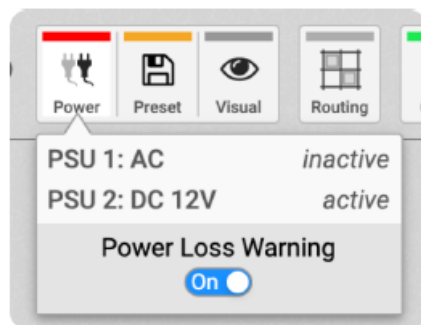 Power Preset Visual Routing
PSU 1: AC inactive
PSU 2: DC 12V active
Power Loss Warning
On